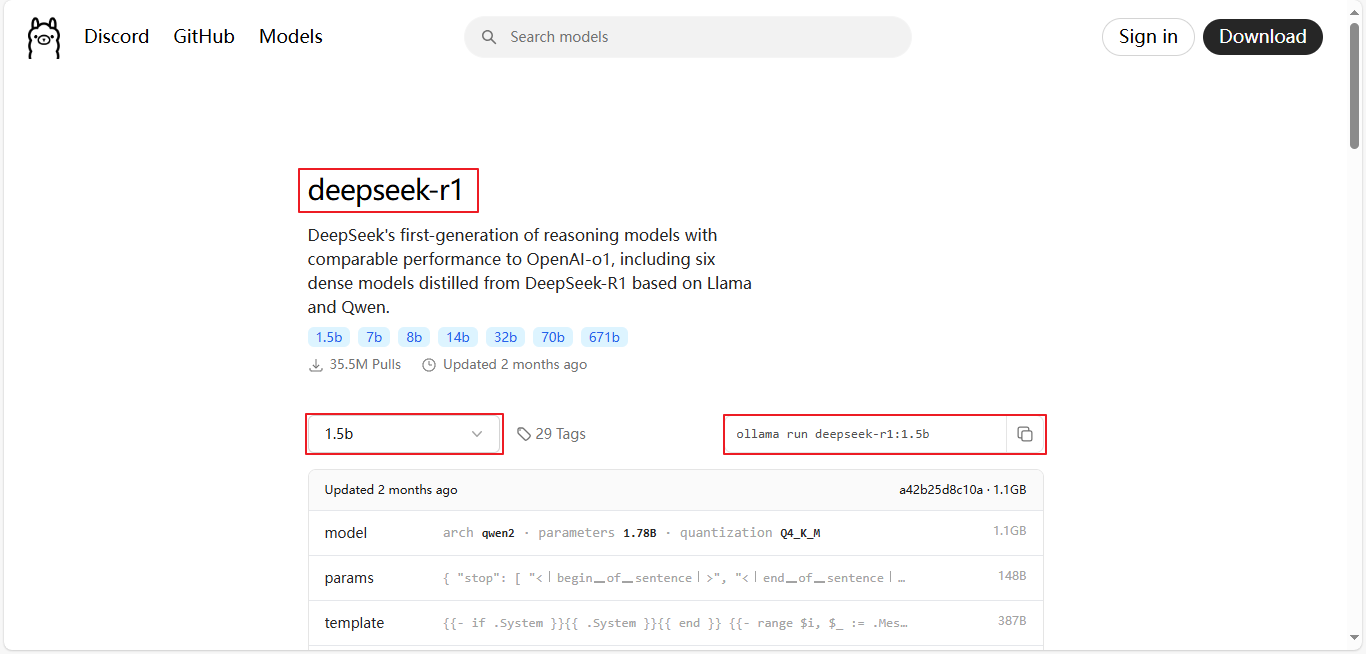 Discord GitHub Models Search models Sign in Download
deepseek-r1
DeepSeek's first-generation of reasoning models with
comparable performance to OpenAI-o1, including six
dense models distilled from DeepSeek-R1 based on Llama
and Qwen.
1.5b 7b 8b 14b 32b 70b 671b
35.5M Pulls Updated 2 months ago
1.5b 29 Tags ollama run deepseek-r1:1.5b
Updated 2 months ago a42b25d8c10a · 1.1GB
model arch qwen2 · parameters 1.78B · quantization Q4_K_M 1.1GB
params { "stop": [ "<｜begin▁of▁sentence｜>", "<｜end▁of▁sentence｜… 148B
template {{- if .System }}{{ .System }}{{ end }} {{- range $i, $_ := .Mes… 387B